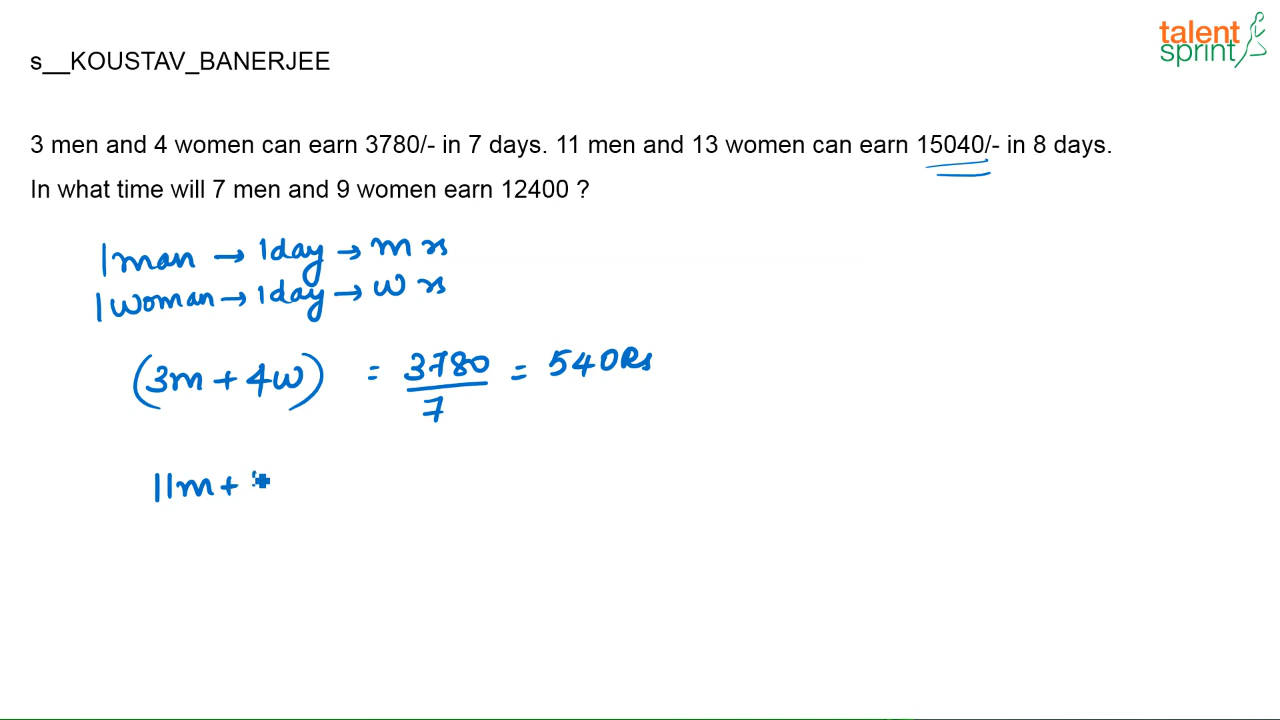 talent
sprint
s__KOUSTAV_BANERJEE
3 men and 4 women can earn 3780/- in 7 days. 11 men and 13 women can earn 15040/- in 8 days.
In what time will 7 men and 9 women earn 12400 ?
1man → 1day → m rs
1woman → 1day → w rs
(3m + 4w) = 3780/7 = 540Rs
11m +